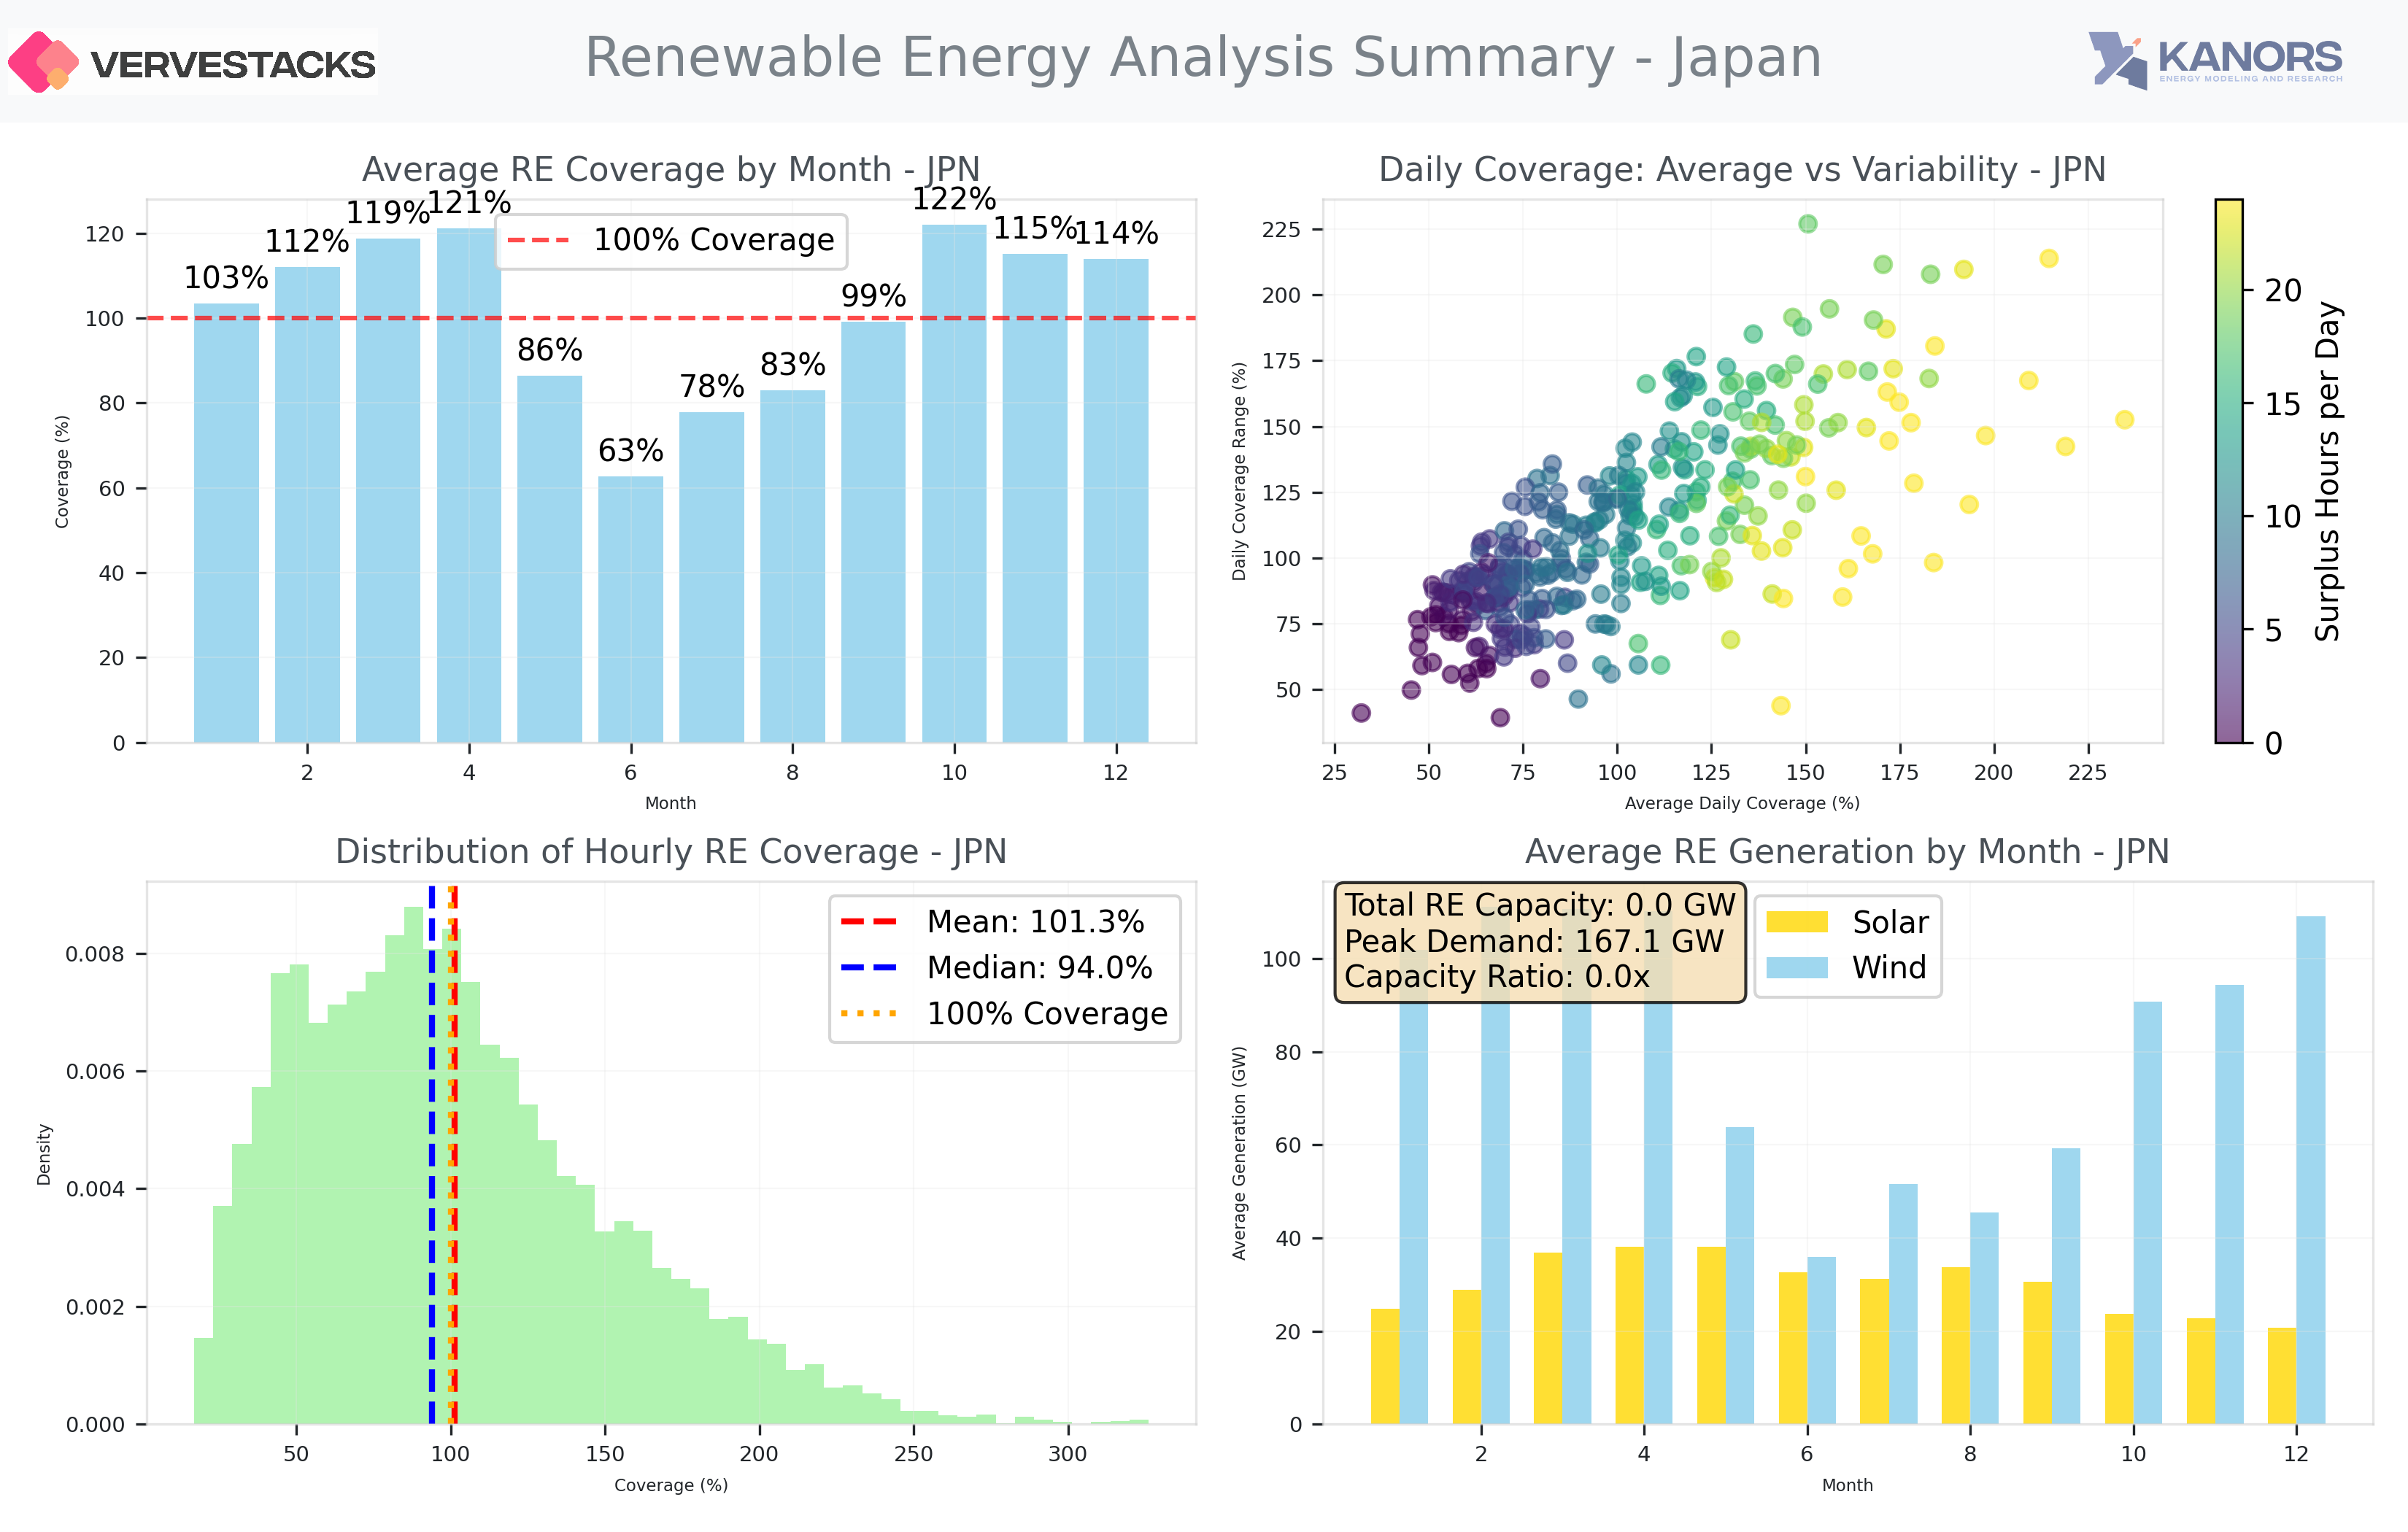 VERVESTACKS
Renewable Energy Analysis Summary - Japan
KANORS
ENERGY MODELING AND RESEARCH
Average RE Coverage by Month - JPN
103%
112%
119%
121%
86%
63%
78%
83%
99%
122%
115%
114%
100% Coverage
120
100
80
60
40
20
0
Coverage (%)
2
4
6
8
10
12
Month
Daily Coverage: Average vs Variability - JPN
225
200
175
150
125
100
75
50
Daily Coverage Range (%)
25
50
75
100
125
150
175
200
225
Average Daily Coverage (%)
20
15
10
5
0
Surplus Hours per Day
Distribution of Hourly RE Coverage - JPN
Mean: 101.3%
Median: 94.0%
100% Coverage
0.008
0.006
0.004
0.002
0.000
Density
50
100
150
200
250
300
Coverage (%)
Average RE Generation by Month - JPN
Total RE Capacity: 0.0 GW
Peak Demand: 167.1 GW
Capacity Ratio: 0.0x
Solar
Wind
100
80
60
40
20
0
Average Generation (GW)
2
4
6
8
10
12
Month